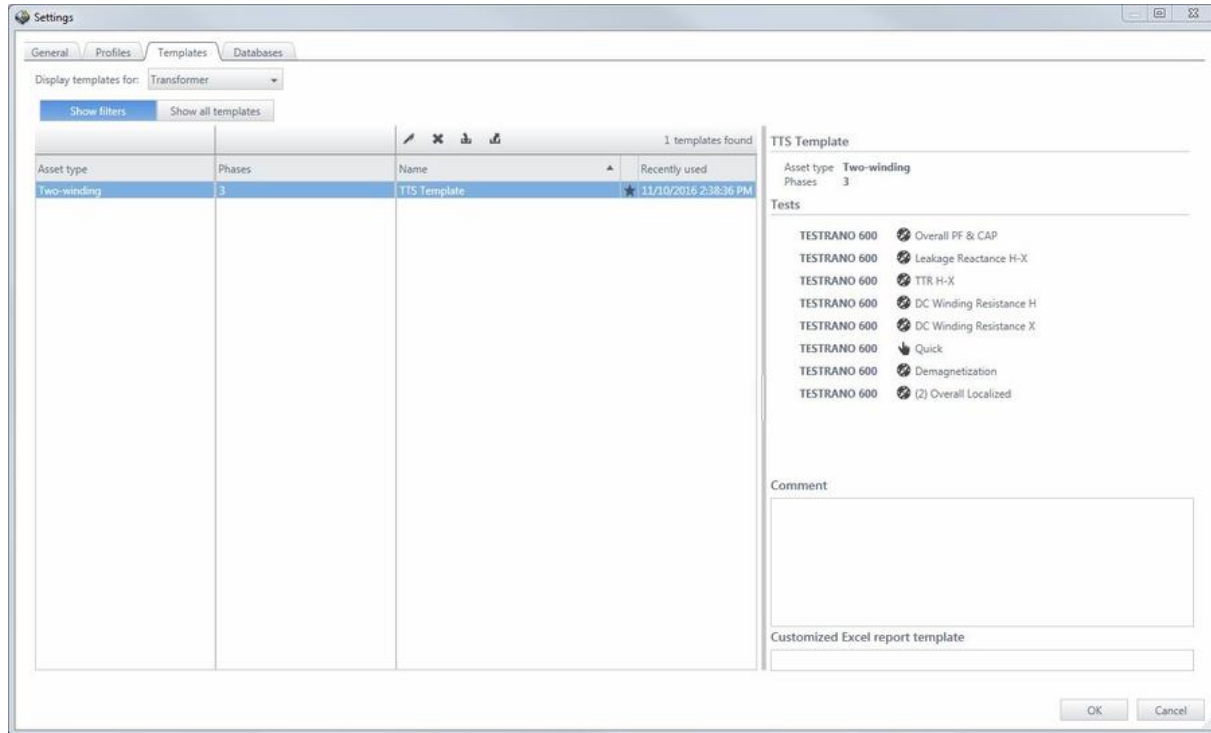 Settings
General Profiles Templates Databases
Display templates for: Transformer
Show filters Show all templates
1 templates found
Asset type Phases Name Recently used
Two-winding 3 TTS Template 11/10/2016 2:38:36 PM
TTS Template
Asset type Two-winding
Phases 3
Tests
TESTRANO 600 Overall PF & CAP
TESTRANO 600 Leakage Reactance H-X
TESTRANO 600 TTR H-X
TESTRANO 600 DC Winding Resistance H
TESTRANO 600 DC Winding Resistance X
TESTRANO 600 Quick
TESTRANO 600 Demagnetization
TESTRANO 600 (2) Overall Localized
Comment
Customized Excel report template
OK Cancel